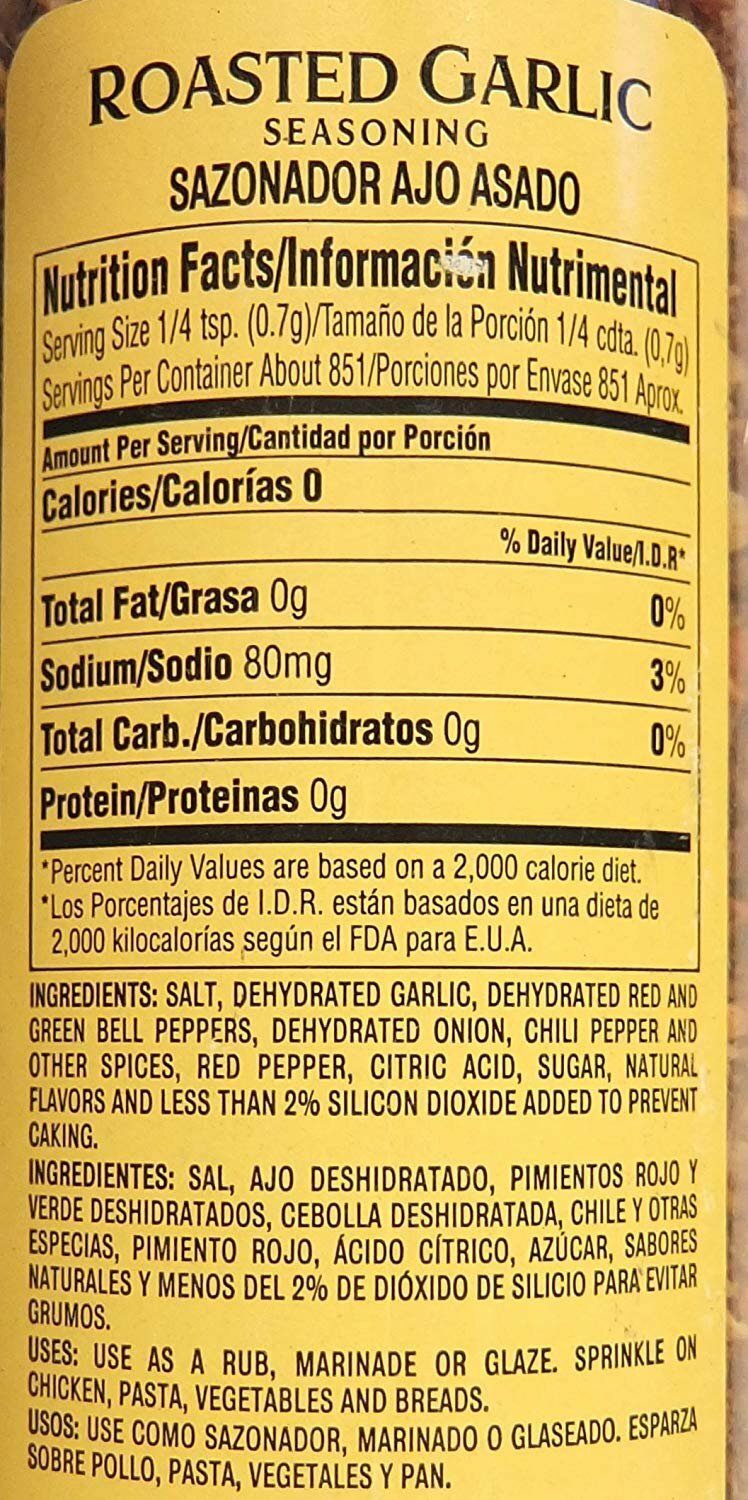 ROASTED GARLIC
SEASONING
SAZONADOR AJO ASADO
Nutrition Facts/Información Nutrimental
Serving Size 1/4 tsp. (0.7g)/Tamaño de la Porción 1/4 cdta. (0,7g)
Servings Per Container About 851/Porciones por Envase 851 Aprox.
Amount Per Serving/Cantidad por Porción
Calories/Calorías 0
% Daily Value/I.D.R*
Total Fat/Grasa 0g 0%
Sodium/Sodio 80mg 3%
Total Carb./Carbohidratos 0g 0%
Protein/Proteinas 0g
*Percent Daily Values are based on a 2,000 calorie diet.
*Los Porcentajes de I.D.R. están basados en una dieta de
2,000 kilocalorías según el FDA para E.U.A.
INGREDIENTS: SALT, DEHYDRATED GARLIC, DEHYDRATED RED AND
GREEN BELL PEPPERS, DEHYDRATED ONION, CHILI PEPPER AND
OTHER SPICES, RED PEPPER, CITRIC ACID, SUGAR, NATURAL
FLAVORS AND LESS THAN 2% SILICON DIOXIDE ADDED TO PREVENT
CAKING.
INGREDIENTES: SAL, AJO DESHIDRATADO, PIMIENTOS ROJO Y
VERDE DESHIDRATADOS, CEBOLLA DESHIDRATADA, CHILE Y OTRAS
ESPECIAS, PIMIENTO ROJO, ÁCIDO CÍTRICO, AZÚCAR, SABORES
NATURALES Y MENOS DEL 2% DE DIÓXIDO DE SILICIO PARA EVITAR
GRUMOS.
USES: USE AS A RUB, MARINADE OR GLAZE. SPRINKLE ON
CHICKEN, PASTA, VEGETABLES AND BREADS.
USOS: USE COMO SAZONADOR, MARINADO O GLASEADO. ESPARZA
SOBRE POLLO, PASTA, VEGETALES Y PAN.